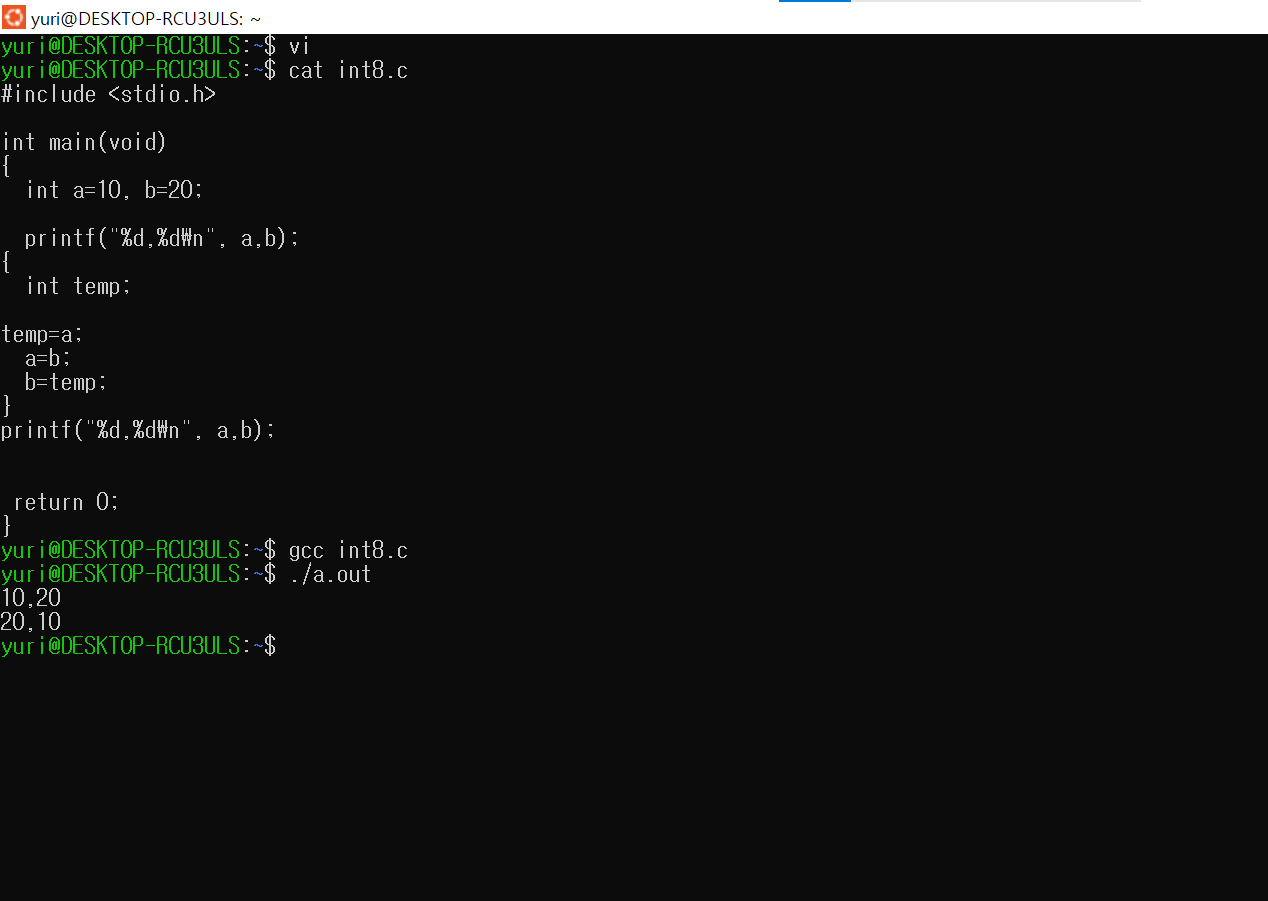 yuri@DESKTOP-RCU3ULS: ~
yuri@DESKTOP-RCU3ULS:~$ vi
yuri@DESKTOP-RCU3ULS:~$ cat int8.c
#include <stdio.h>
int main(void)
{
int a=10, b=20;
printf("%d,%d₩n", a,b);
{
int temp;
temp=a;
a=b;
b=temp;
}
printf("%d,%d₩n", a,b);
return 0;
}
yuri@DESKTOP-RCU3ULS:~$ gcc int8.c
yuri@DESKTOP-RCU3ULS:~$ ./a.out
10,20
20,10
yuri@DESKTOP-RCU3ULS:~$